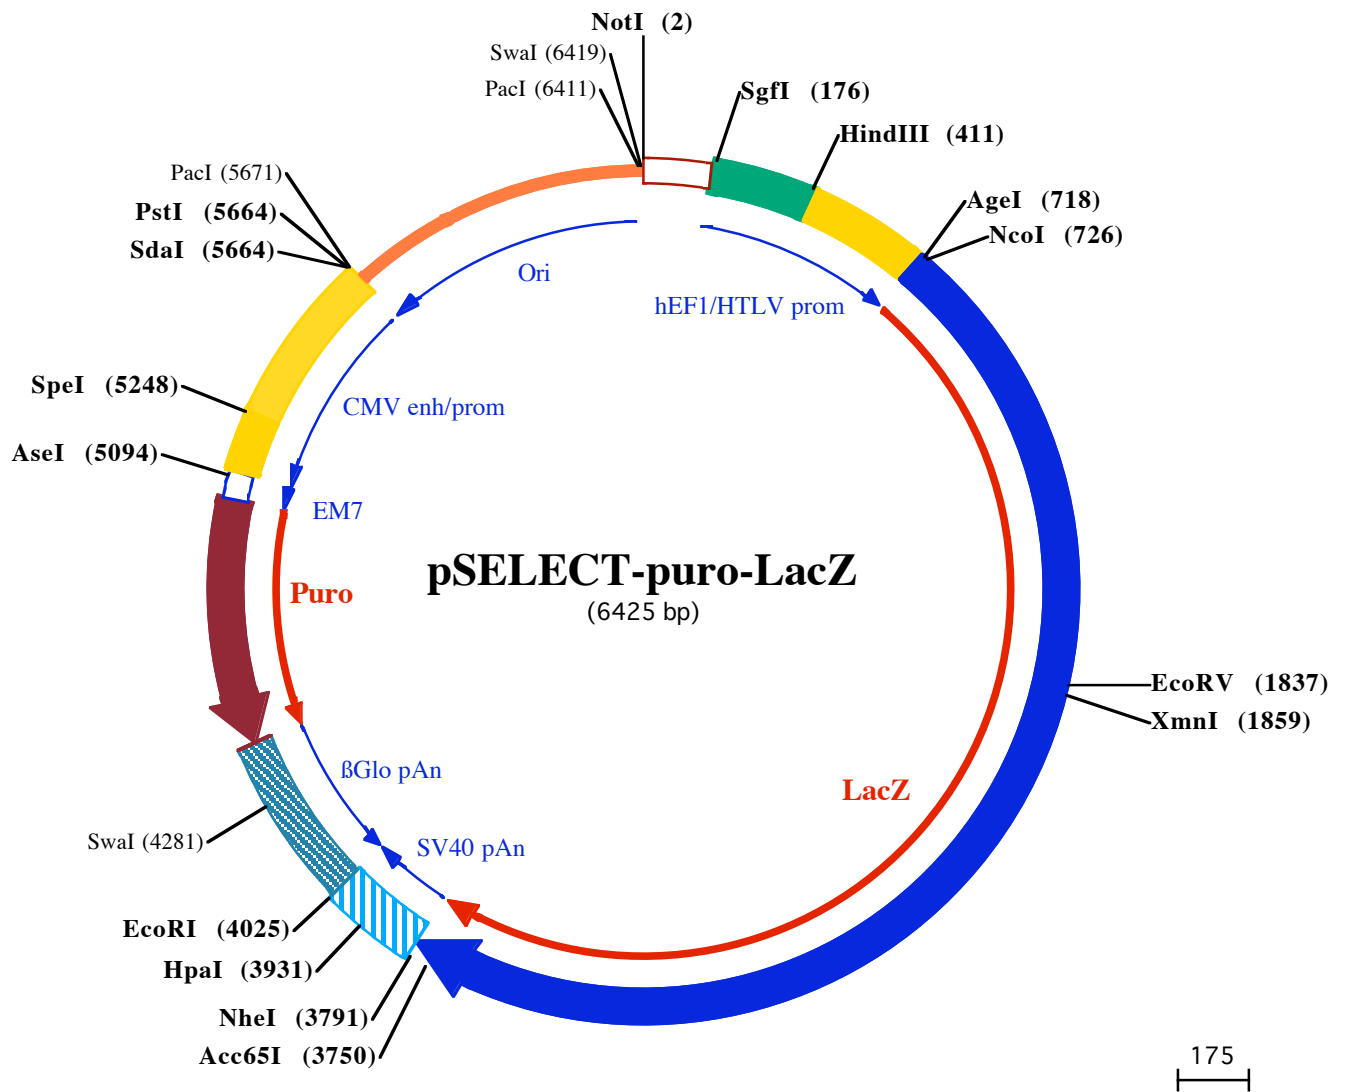 NotI (2)
SwaI (6419)
PacI (6411)
SgfI (176)
HindIII (411)
PacI (5671)
PstI (5664)
SdaI (5664)
AgeI (718)
NcoI (726)
Ori
hEF1/HTLV prom
SpeI (5248)
CMV enh/prom
AseI (5094)
EM7
pSELECT-puro-LacZ
(6425 bp)
Puro
EcoRV (1837)
XmnI (1859)
ßGlo pAn
LacZ
SwaI (4281)
SV40 pAn
EcoRI (4025)
HpaI (3931)
NheI (3791)
Acc65I (3750)
175